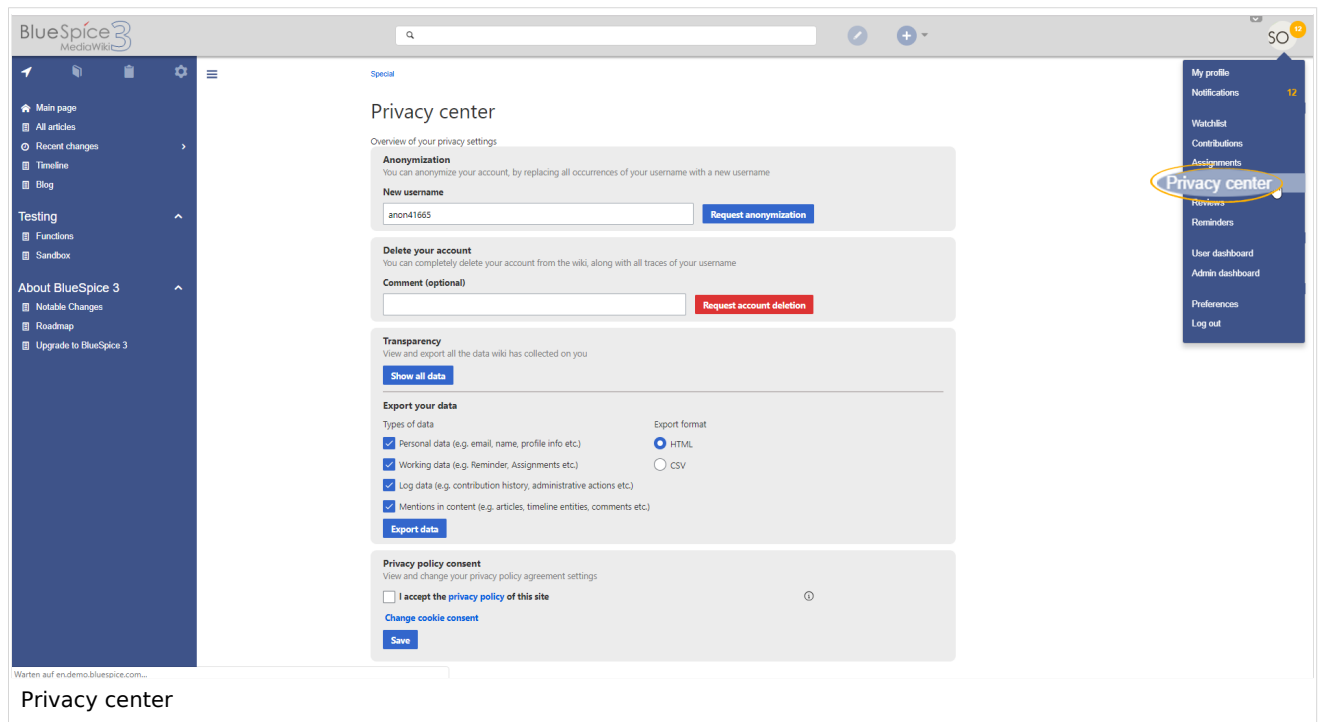 BlueSpice 3
MediaWiki
SO
12
Main page
All articles
Recent changes
Timeline
Blog
Testing
Functions
Sandbox
About BlueSpice 3
Notable Changes
Roadmap
Upgrade to BlueSpice 3
Special
Privacy center
Overview of your privacy settings
Anonymization
You can anonymize your account, by replacing all occurrences of your username with a new username
New username
anon41665
Request anonymization
Delete your account
You can completely delete your account from the wiki, along with all traces of your username
Comment (optional)
Request account deletion
Transparency
View and export all the data wiki has collected on you
Show all data
Export your data
Types of data
Export format
Personal data (e.g. email, name, profile info etc.)
HTML
Working data (e.g. Reminder, Assignments etc.)
CSV
Log data (e.g. contribution history, administrative actions etc.)
Mentions in content (e.g. articles, timeline entities, comments etc.)
Export data
Privacy policy consent
View and change your privacy policy agreement settings
I accept the privacy policy of this site
Change cookie consent
Save
My profile
Notifications 12
Watchlist
Contributions
Assignments
Privacy center
Reviews
Reminders
User dashboard
Admin dashboard
Preferences
Log out
Warten auf en.demo.bluespice.com...
Privacy center